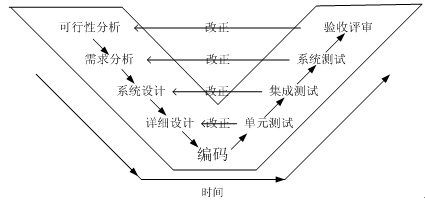 可行性分析 改正 验收评审
需求分析 改正 系统测试
系统设计 改正 集成测试
详细设计 改正 单元测试
编码
时间